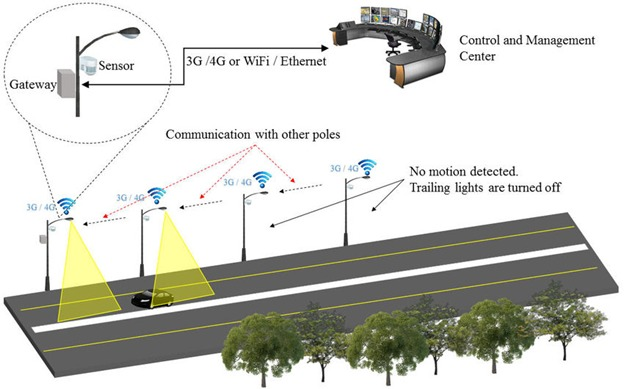 Sensor
Gateway
3G /4G or WiFi / Ethernet
Control and Management
Center
Communication with other poles
3G / 4G
3G / 4G
3G / 4G
3G / 4G
No motion detected.
Trailing lights are turned off